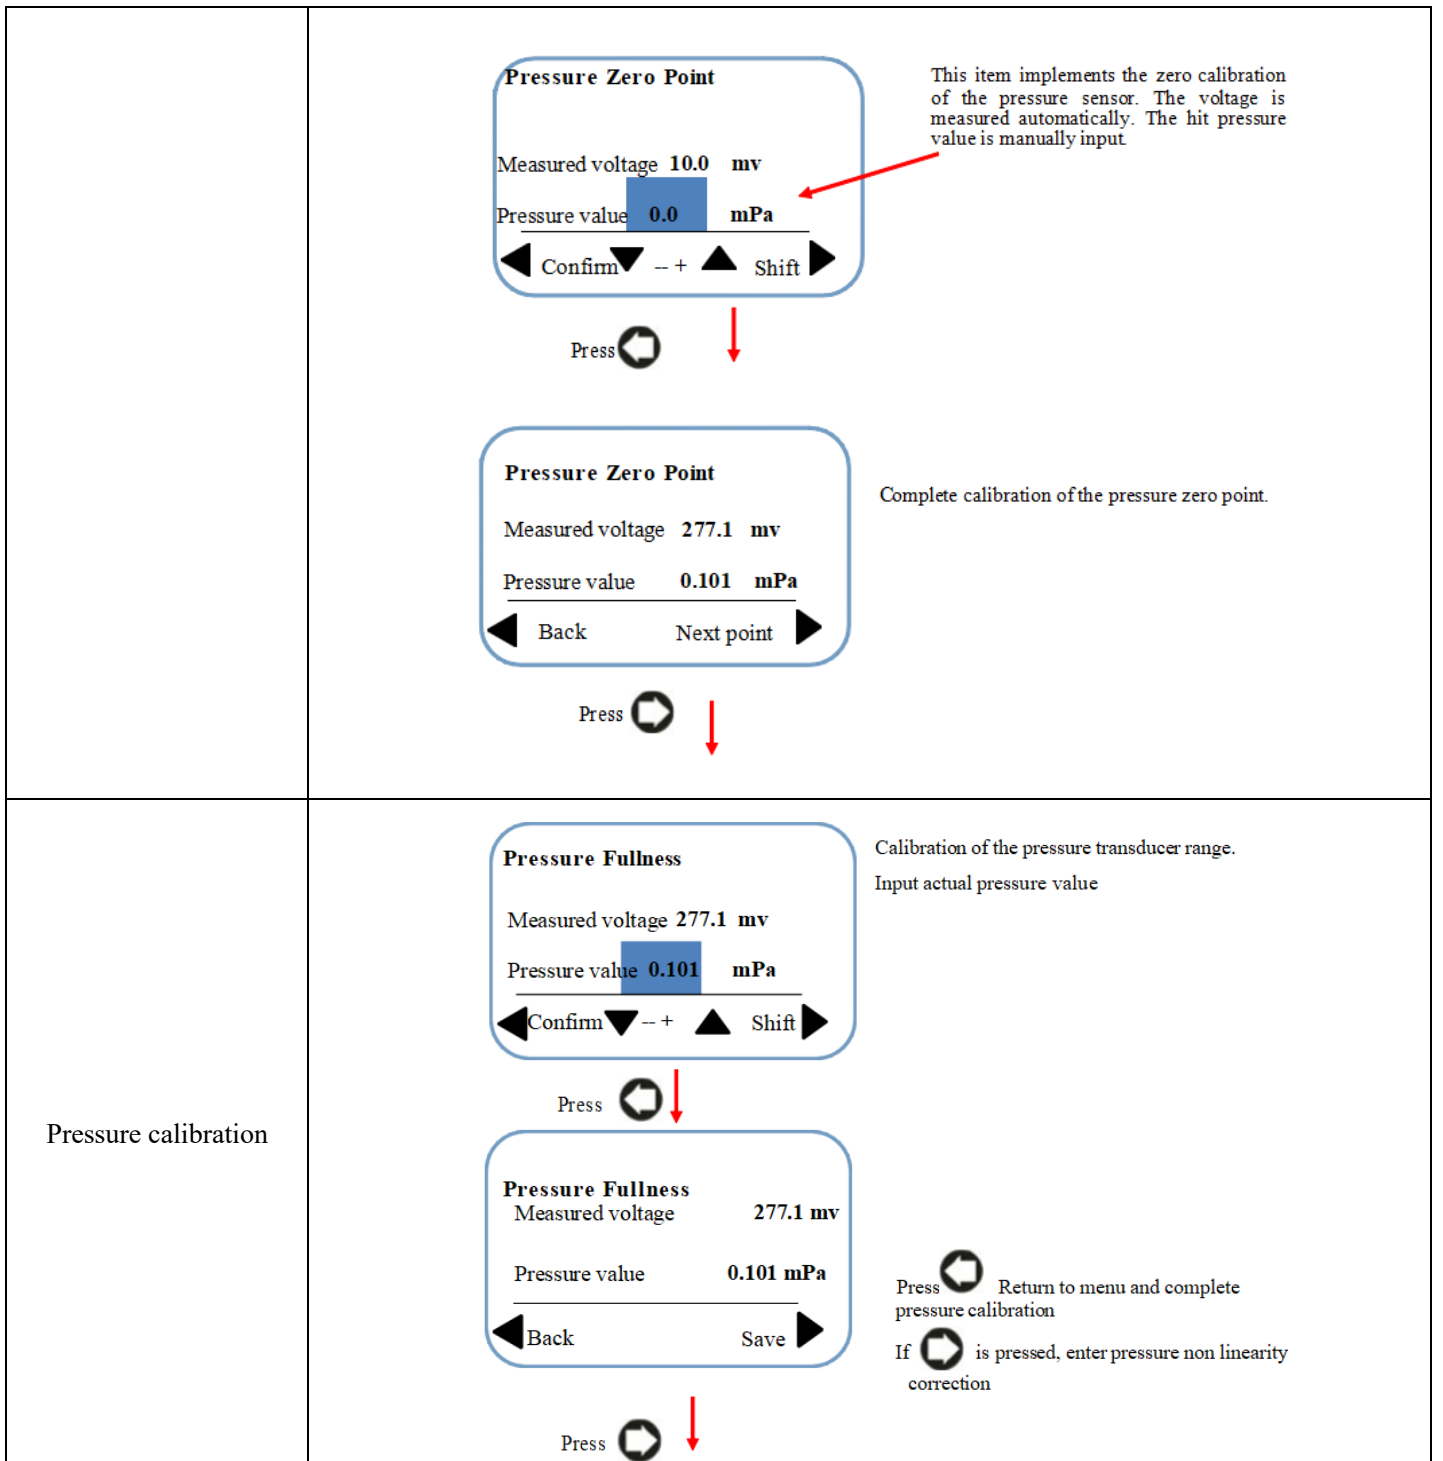 Pressure Zero Point
Measured voltage 10.0 mv
Pressure value 0.0 mPa
Confirm -- + Shift
This item implements the zero calibration
of the pressure sensor. The voltage is
measured automatically. The hit pressure
value is manually input.
Press
Pressure Zero Point
Measured voltage 277.1 mv
Pressure value 0.101 mPa
Back Next point
Complete calibration of the pressure zero point.
Press
Pressure calibration
Pressure Fullness
Measured voltage 277.1 mv
Pressure value 0.101 mPa
Confirm -- + Shift
Calibration of the pressure transducer range.
Input actual pressure value
Press
Pressure Fullness
Measured voltage 277.1 mv
Pressure value 0.101 mPa
Back Save
Press Return to menu and complete
pressure calibration
If is pressed, enter pressure non linearity
correction
Press